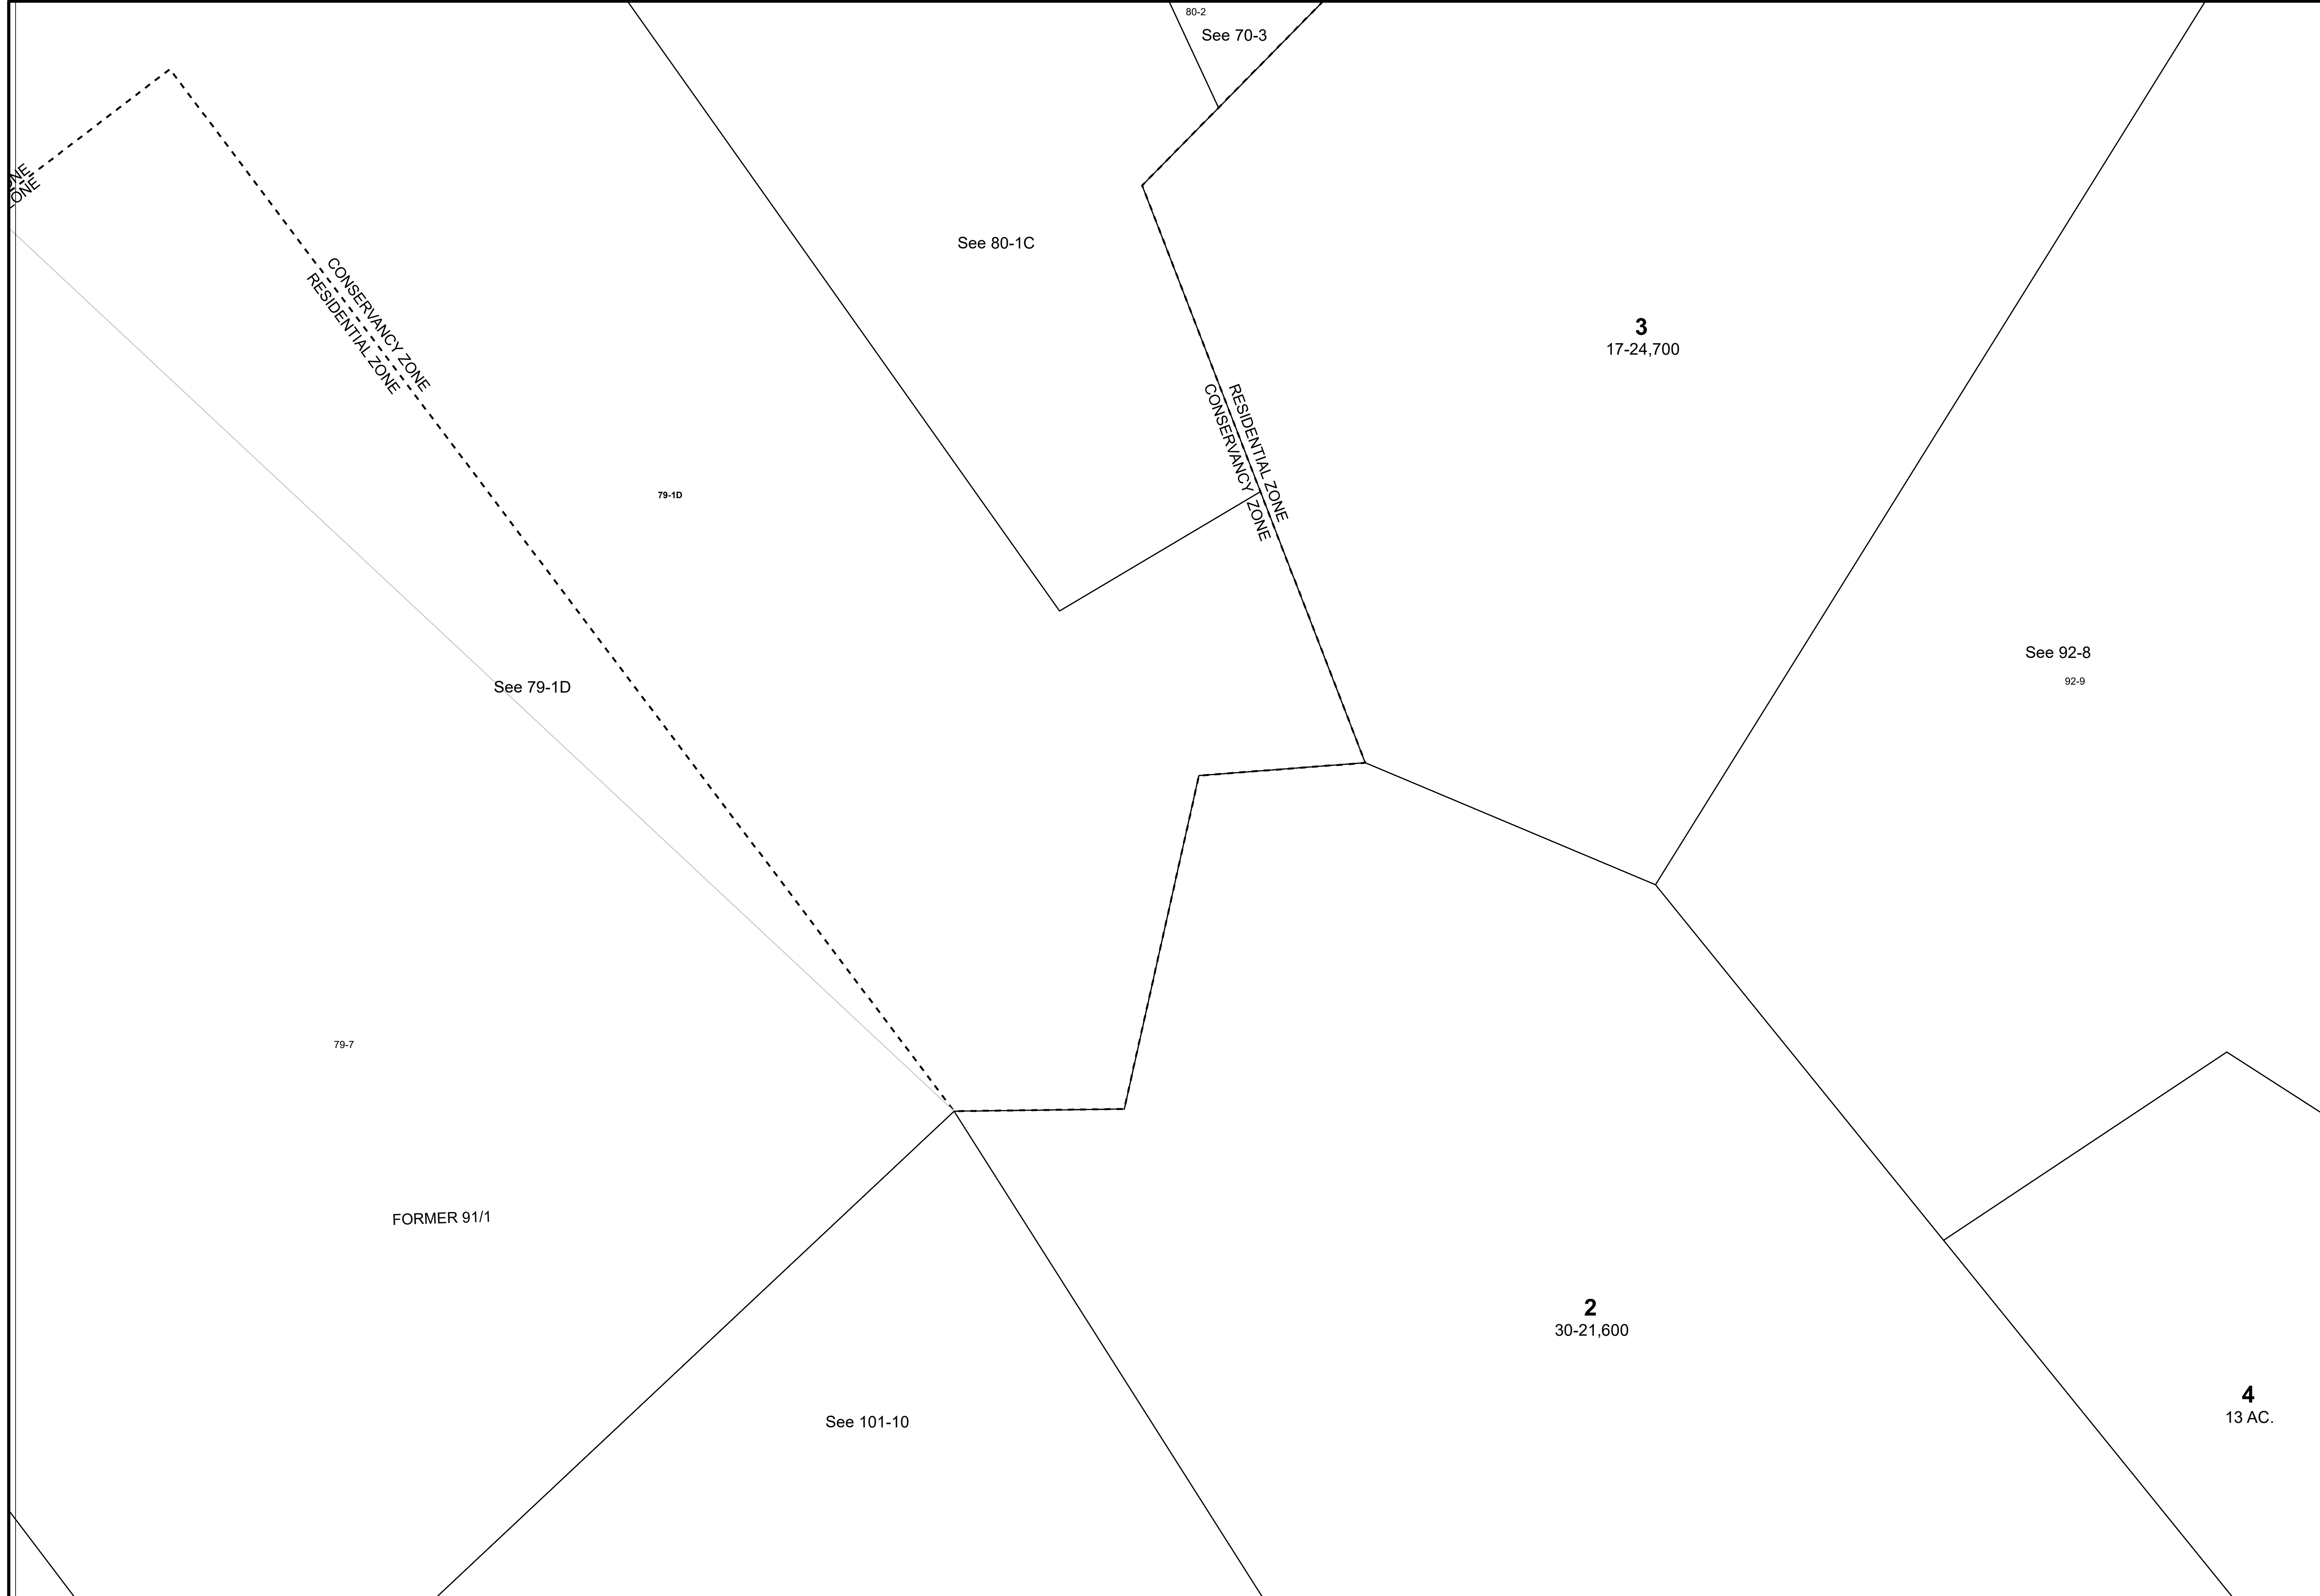 80-2
See 70-3
See 80-1C
CONSERVANCY ZONE
RESIDENTIAL ZONE
3
17-24,700
RESIDENTIAL ZONE
CONSERVANCY ZONE
79-1D
See 92-8
92-9
See 79-1D
79-7
FORMER 91/1
2
30-21,600
4
13 AC.
See 101-10